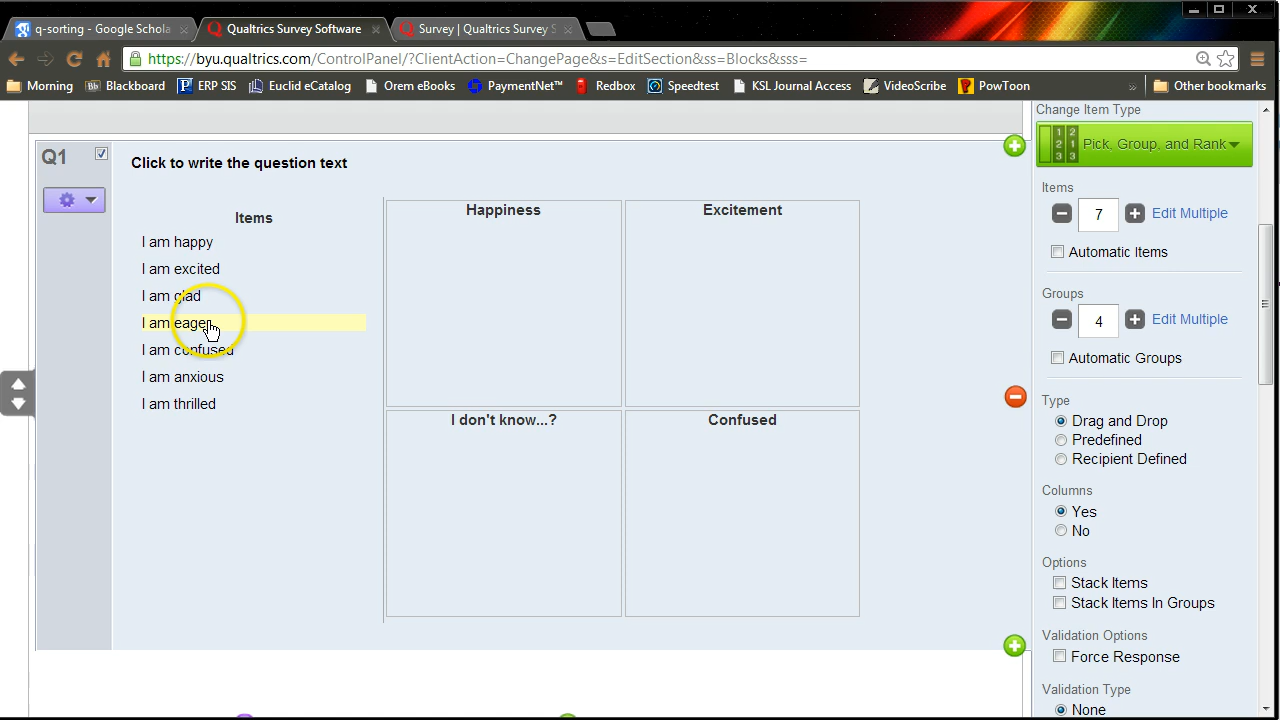 q-sorting - Google Schola
Qualtrics Survey Software
Survey | Qualtrics Survey S
https://byu.qualtrics.com/ControlPanel/?ClientAction=ChangePage&s=EditSection&ss=Blocks&sss=
Morning Blackboard ERP SIS Euclid eCatalog Orem eBooks PaymentNet™ Redbox Speedtest KSL Journal Access VideoScribe PowToon » Other bookmarks
Q1
Click to write the question text
Items
I am happy
I am excited
I am glad
I am eager
I am confused
I am anxious
I am thrilled
Happiness
Excitement
I don't know...?
Confused
Change Item Type
Pick, Group, and Rank
Items
7 Edit Multiple
Automatic Items
Groups
4 Edit Multiple
Automatic Groups
Type
Drag and Drop
Predefined
Recipient Defined
Columns
Yes
No
Options
Stack Items
Stack Items In Groups
Validation Options
Force Response
Validation Type
None